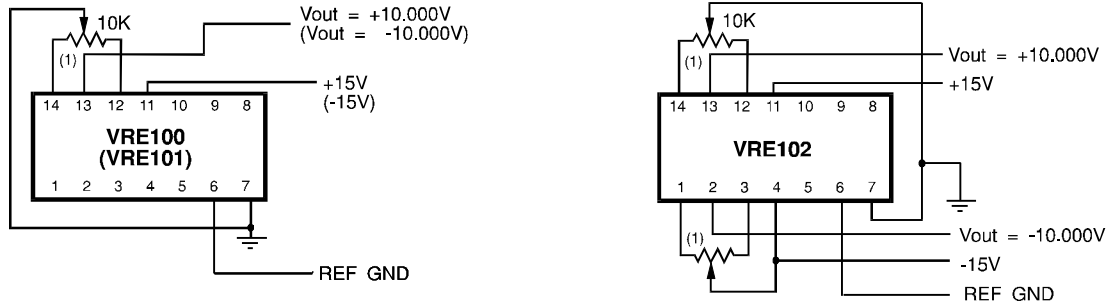 10K
Vout = +10.000V
(Vout = -10.000V)
(1)
+15V
(-15V)
14 13 12 11 10 9 8
VRE100
(VRE101)
1 2 3 4 5 6 7
REF GND
10K
(1)
Vout = +10.000V
+15V
14 13 12 11 10 9 8
VRE102
1 2 3 4 5 6 7
(1)
Vout = -10.000V
-15V
REF GND